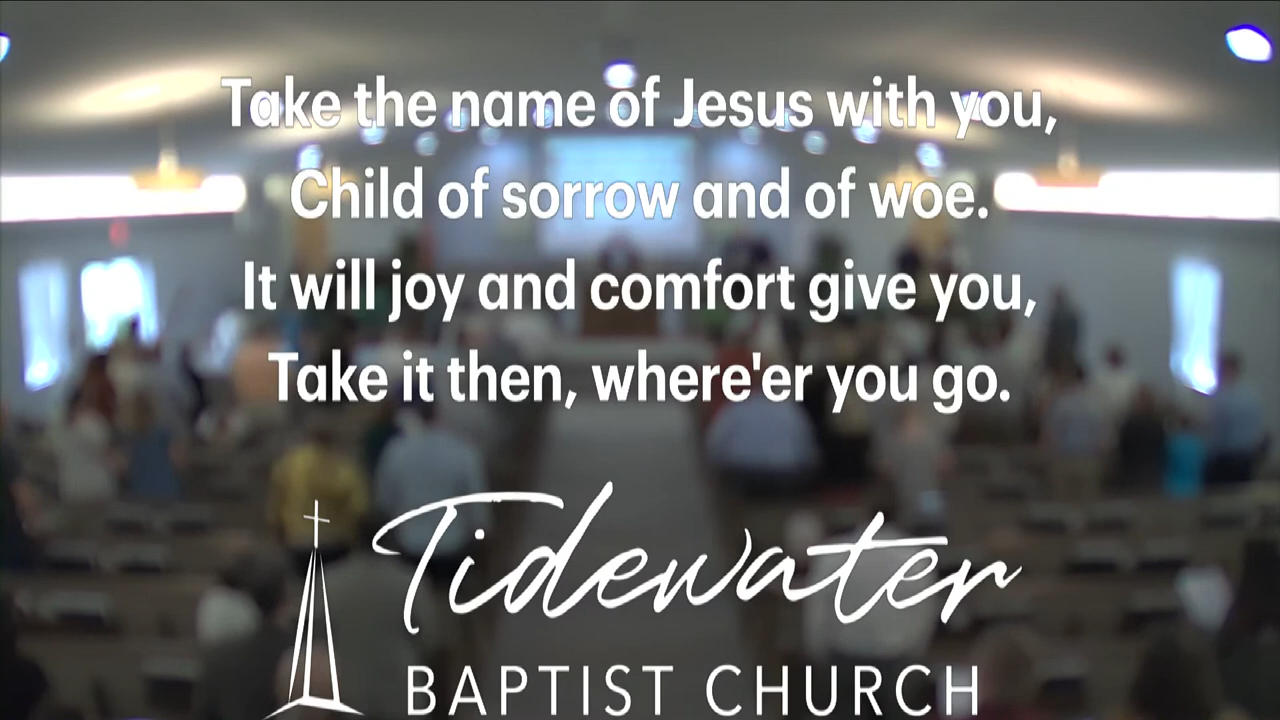 Take the name of Jesus with you,
Child of sorrow and of woe.
It will joy and comfort give you,
Take it then, where'er you go.
Tidewater
BAPTIST CHURCH